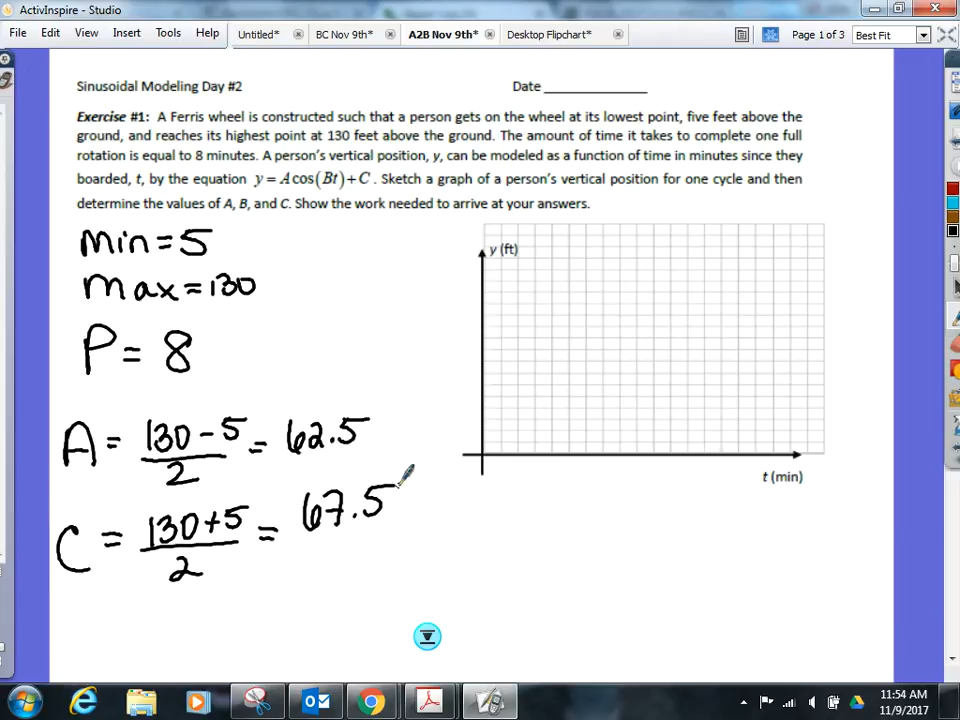 ActivInspire - Studio
File Edit View Insert Tools Help Untitled* BC Nov 9th* A2B Nov 9th* Desktop Flipchart* Page 1 of 3 Best Fit
Sinusoidal Modeling Day #2 Date ____________
Exercise #1: A Ferris wheel is constructed such that a person gets on the wheel at its lowest point, five feet above the
ground, and reaches its highest point at 130 feet above the ground. The amount of time it takes to complete one full
rotation is equal to 8 minutes. A person's vertical position, y, can be modeled as a function of time in minutes since they
boarded, t, by the equation y = A cos(Bt) + C . Sketch a graph of a person's vertical position for one cycle and then
determine the values of A, B, and C. Show the work needed to arrive at your answers.
min = 5
max = 130
P = 8
A = (130 - 5)/2 = 62.5
C = (130 + 5)/2 = 67.5
y (ft)
t (min)
11:54 AM
11/9/2017